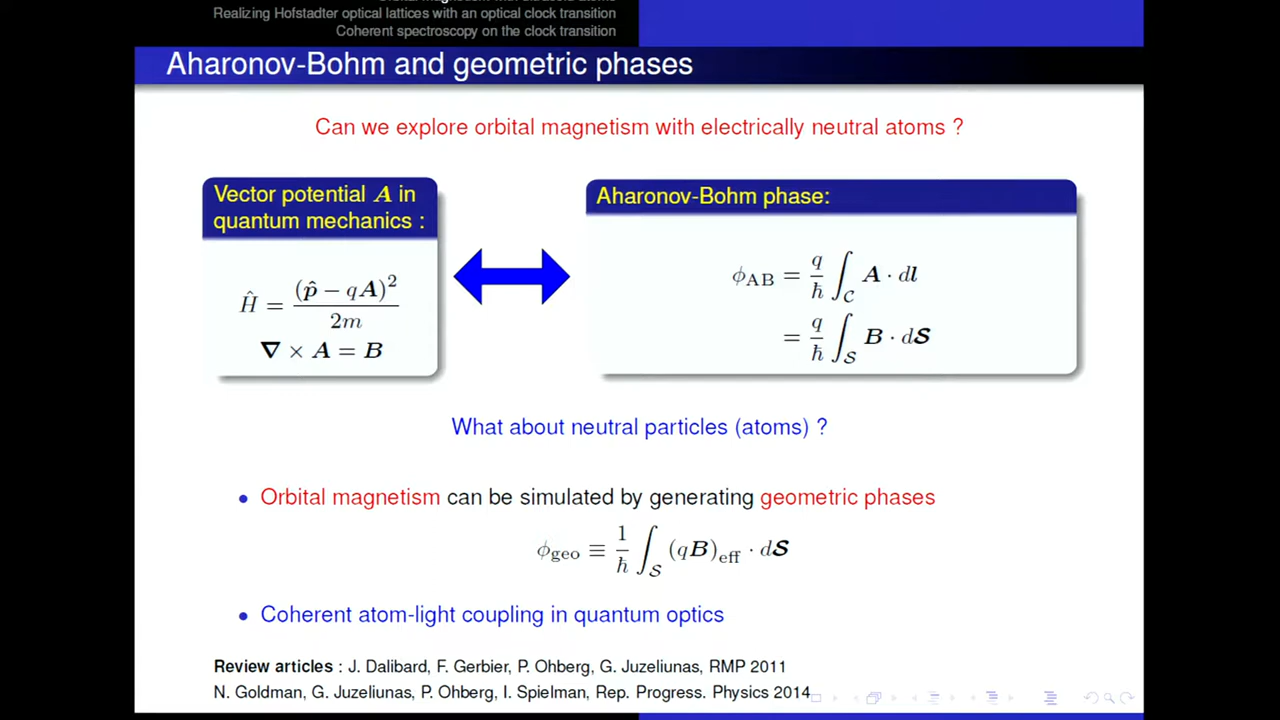 Realizing Hofstadter optical lattices with an optical clock transition
Coherent spectroscopy on the clock transition
Aharonov-Bohm and geometric phases
Can we explore orbital magnetism with electrically neutral atoms ?
Vector potential A in
quantum mechanics :
Ĥ = (p̂ − qA)² / 2m
∇ × A = B
Aharonov-Bohm phase:
ϕ_AB = q/ħ ∫_C A · dl
= q/ħ ∫_S B · dS
What about neutral particles (atoms) ?
• Orbital magnetism can be simulated by generating geometric phases
ϕ_geo ≡ 1/ħ ∫_S (qB)_eff · dS
• Coherent atom-light coupling in quantum optics
Review articles : J. Dalibard, F. Gerbier, P. Ohberg, G. Juzeliunas, RMP 2011
N. Goldman, G. Juzeliunas, P. Ohberg, I. Spielman, Rep. Progress. Physics 2014